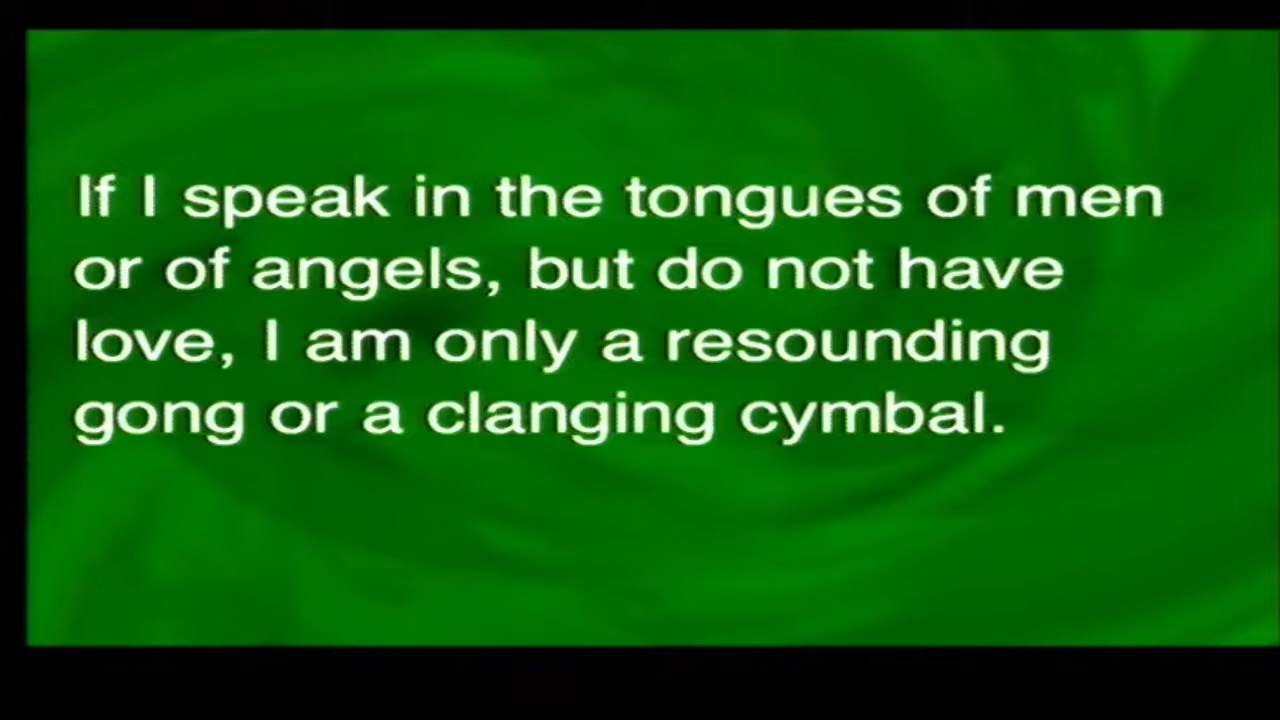 If I speak in the tongues of men
or of angels, but do not have
love, I am only a resounding
gong or a clanging cymbal.